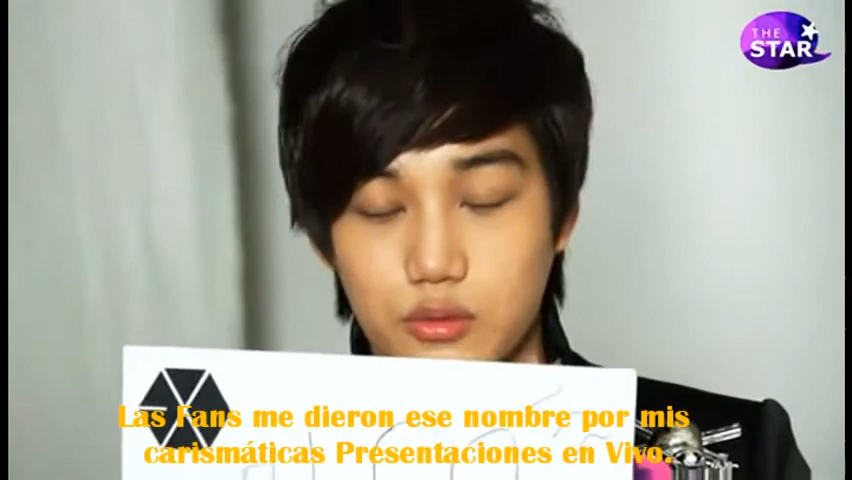 THE
STAR
Las Fans me dieron ese nombre por mis
carismáticas Presentaciones en Vivo.